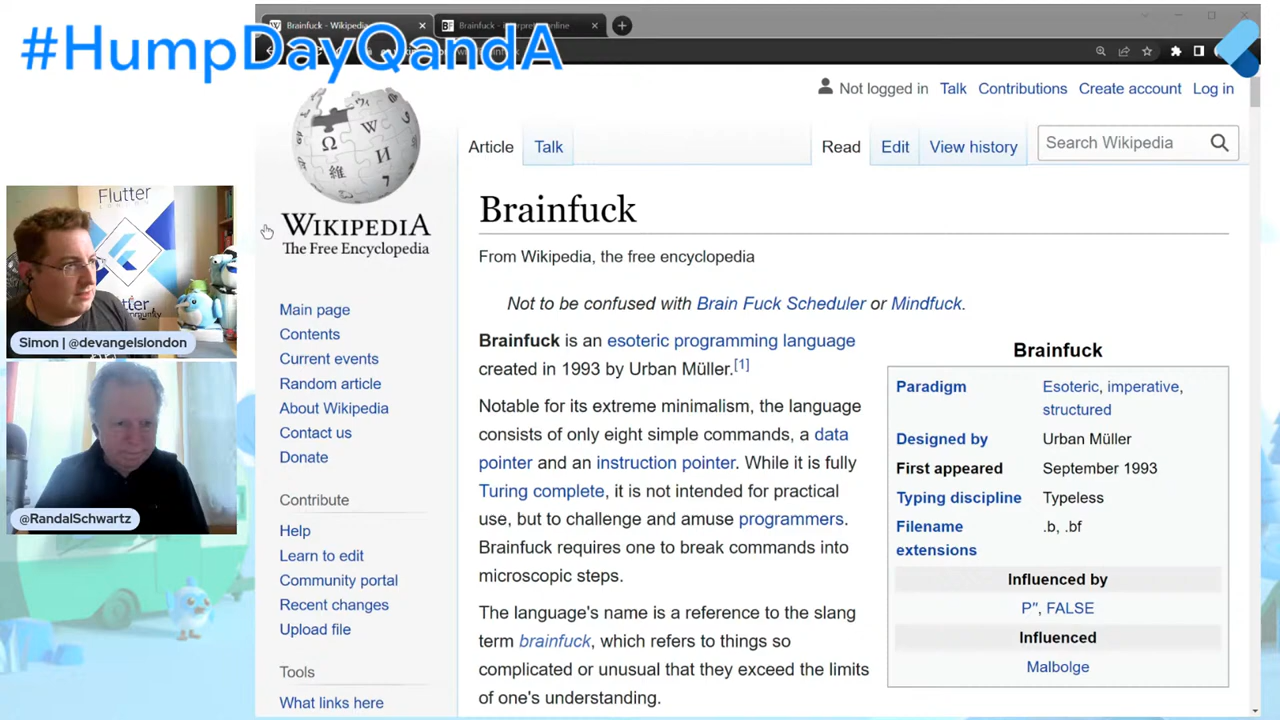 Brainfuck - Wikipedia
Brainfuck - Interpreter Online
#HumpDayQandA
Not logged in Talk Contributions Create account Log in
Article Talk Read Edit View history Search Wikipedia
WIKIPEDIA
The Free Encyclopedia
Main page
Contents
Current events
Random article
About Wikipedia
Contact us
Donate
Contribute
Help
Learn to edit
Community portal
Recent changes
Upload file
Tools
What links here
Brainfuck
From Wikipedia, the free encyclopedia
Not to be confused with Brain Fuck Scheduler or Mindfuck.
Brainfuck is an esoteric programming language
created in 1993 by Urban Müller.[1]
Notable for its extreme minimalism, the language
consists of only eight simple commands, a data
pointer and an instruction pointer. While it is fully
Turing complete, it is not intended for practical
use, but to challenge and amuse programmers.
Brainfuck requires one to break commands into
microscopic steps.
The language's name is a reference to the slang
term brainfuck, which refers to things so
complicated or unusual that they exceed the limits
of one's understanding.
Brainfuck
Paradigm Esoteric, imperative,
structured
Designed by Urban Müller
First appeared September 1993
Typing discipline Typeless
Filename .b, .bf
extensions
Influenced by
P′′, FALSE
Influenced
Malbolge
Flutter
LONDON
Flutter
Simon | @devangelslondon
@RandalSchwartz